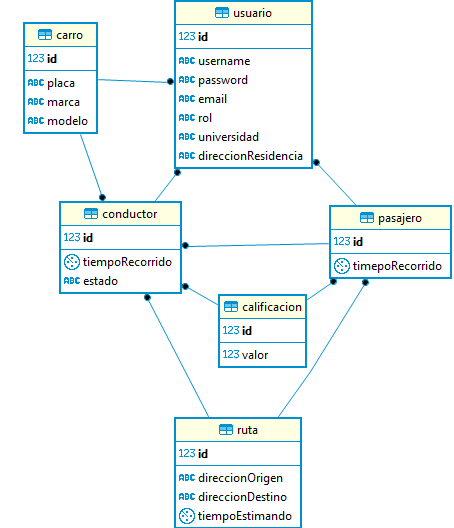 usuario
123 id
ABC username
ABC password
ABC email
ABC rol
ABC universidad
ABC direccionResidencia
carro
123 id
ABC placa
ABC marca
ABC modelo
conductor
123 id
tiempoRecorrido
ABC estado
pasajero
123 id
timepoRecorrido
calificacion
123 id
123 valor
ruta
123 id
ABC direccionOrigen
ABC direccionDestino
tiempoEstimando